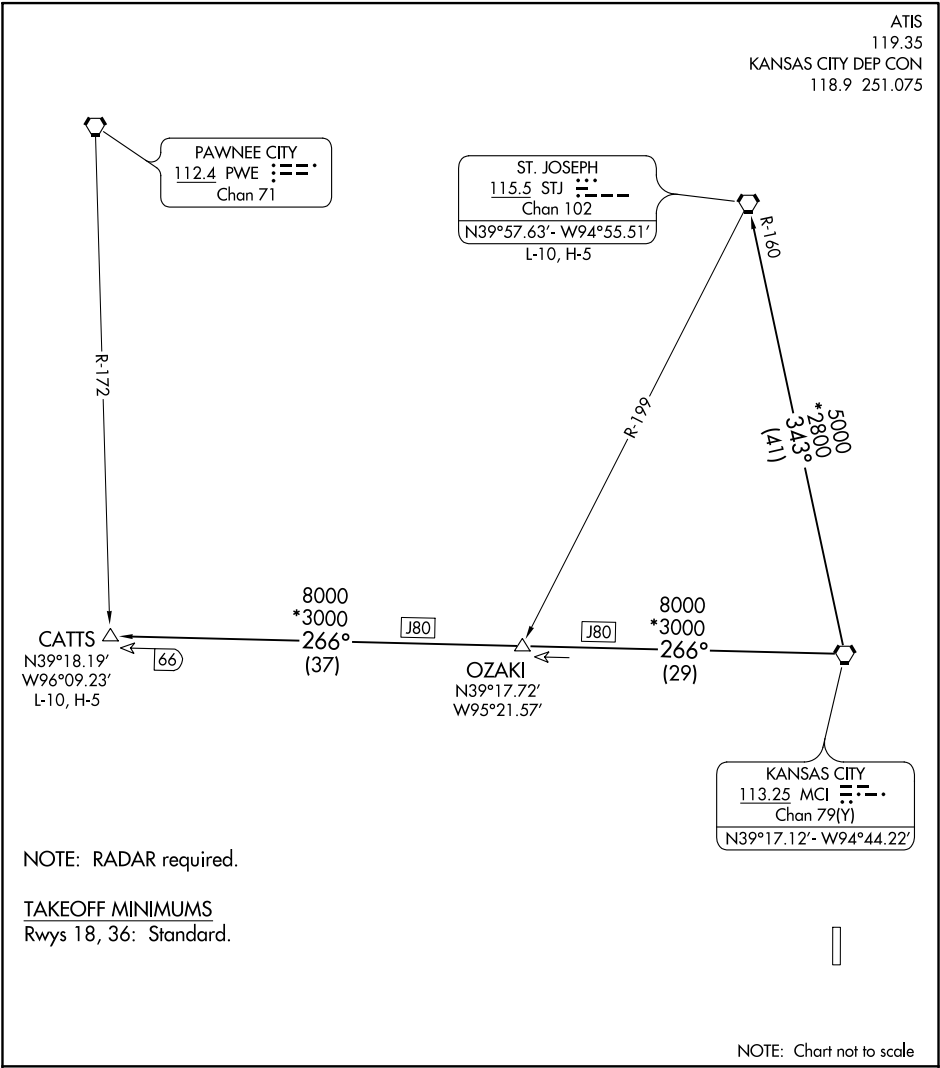 ATIS
119.35
KANSAS CITY DEP CON
118.9 251.075
PAWNEE CITY
112.4 PWE
Chan 71
ST. JOSEPH
115.5 STJ
Chan 102
N39°57.63'- W94°55.51'
L-10, H-5
R-160
R-172
R-199
5000
*2800
343°
(41)
8000
*3000
266°
(37)
J80
8000
*3000
266°
(29)
J80
CATTS
N39°18.19'
W96°09.23'
L-10, H-5
66
OZAKI
N39°17.72'
W95°21.57'
KANSAS CITY
113.25 MCI
Chan 79(Y)
N39°17.12'- W94°44.22'
NOTE: RADAR required.
TAKEOFF MINIMUMS
Rwys 18, 36: Standard.
NOTE: Chart not to scale